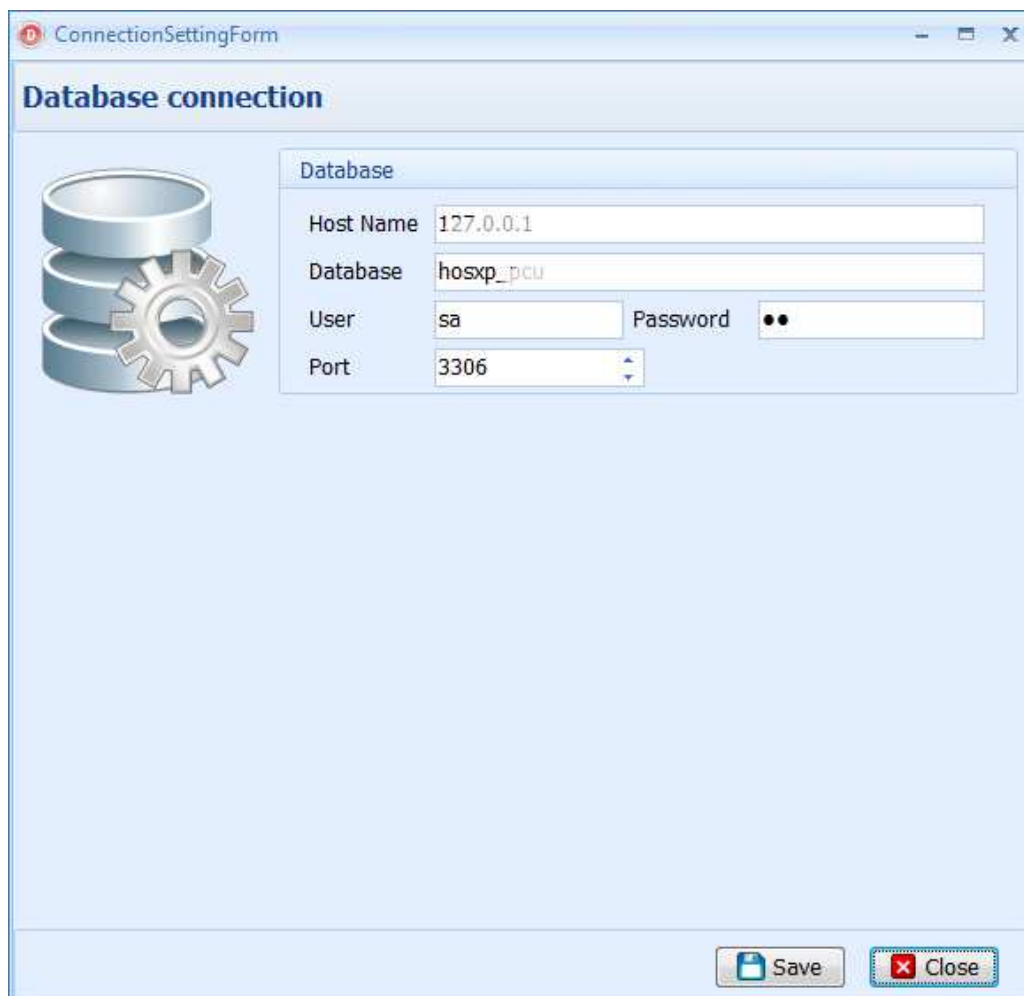 ConnectionSettingForm
Database connection
Database
Host Name 127.0.0.1
Database hosxp_pcu
User sa Password ●●
Port 3306
Save Close